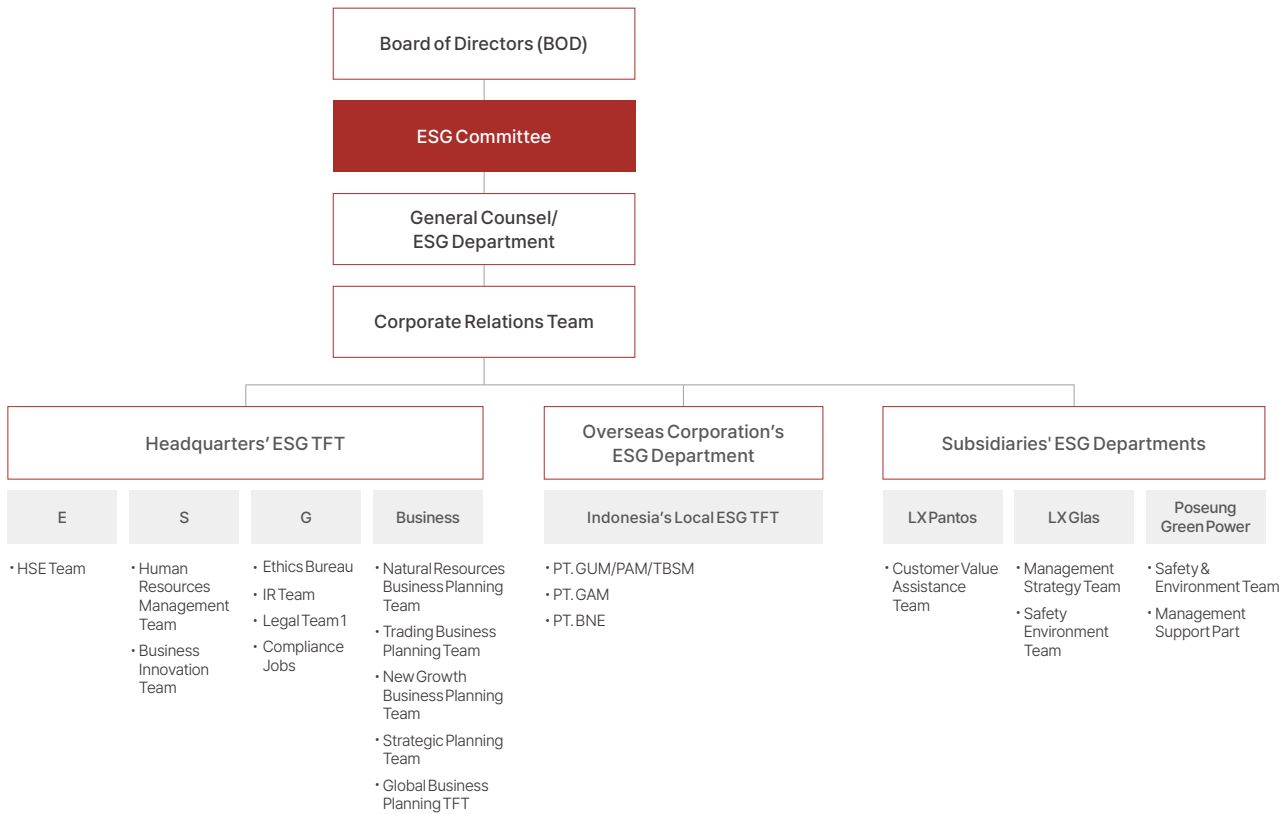 Board of Directors (BOD)
ESG Committee
General Counsel/
ESG Department
Corporate Relations Team
Headquarters' ESG TFT
Overseas Corporation's
ESG Department
Subsidiaries' ESG Departments
E
S
G
Business
Indonesia's Local ESG TFT
LX Pantos
LX Glas
Poseung
Green Power
• HSE Team
• Human
Resources
Management
Team
• Business
Innovation
Team
• Ethics Bureau
• IR Team
• Legal Team 1
• Compliance
Jobs
• Natural Resources
Business Planning
Team
• Trading Business
Planning Team
• New Growth
Business Planning
Team
• Strategic Planning
Team
• Global Business
Planning TFT
• PT. GUM/PAM/TBSM
• PT. GAM
• PT. BNE
• Customer Value
Assistance
Team
• Management
Strategy Team
• Safety
Environment
Team
• Safety &
Environment Team
• Management
Support Part